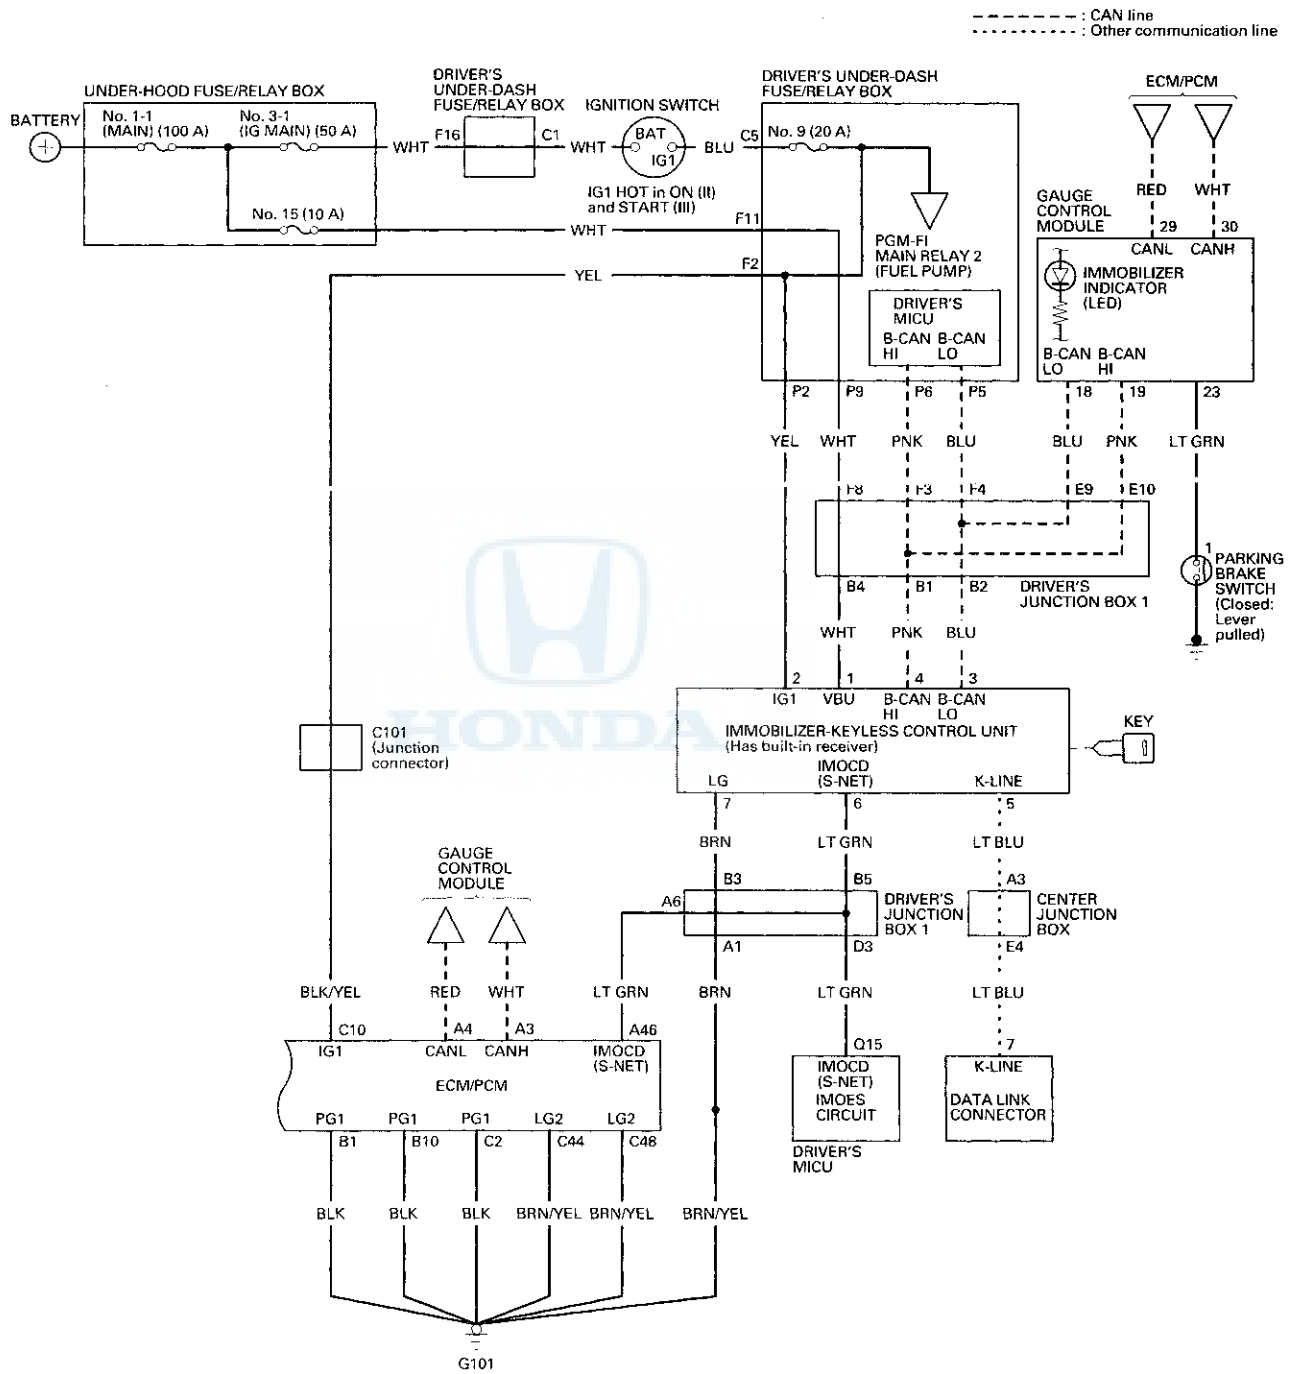 : CAN line
: Other communication line
BATTERY
UNDER-HOOD FUSE/RELAY BOX
No. 1-1
(MAIN) (100 A)
No. 3-1
(IG MAIN) (50 A)
No. 15 (10 A)
WHT
F16
DRIVER'S
UNDER-DASH
FUSE/RELAY BOX
C1
WHT
IGNITION SWITCH
BAT
IG1
IG1 HOT in ON (II)
and START (III)
BLU
C5
DRIVER'S UNDER-DASH
FUSE/RELAY BOX
No. 9 (20 A)
WHT
F11
YEL
F2
PGM-FI
MAIN RELAY 2
(FUEL PUMP)
DRIVER'S
MICU
B-CAN
HI
B-CAN
LO
ECM/PCM
RED
WHT
GAUGE
CONTROL
MODULE
29
30
CANL
CANH
IMMOBILIZER
INDICATOR
(LED)
B-CAN
LO
B-CAN
HI
P2
P9
P6
P5
18
19
23
YEL
WHT
PNK
BLU
BLU
PNK
LT GRN
F8
F3
F4
E9
E10
B4
B1
B2
DRIVER'S
JUNCTION BOX 1
1
PARKING
BRAKE
SWITCH
(Closed:
Lever
pulled)
HONDA
WHT
PNK
BLU
2
1
4
3
IG1
VBU
B-CAN
HI
B-CAN
LO
IMMOBILIZER-KEYLESS CONTROL UNIT
(Has built-in receiver)
KEY
LG
IMOCD
(S-NET)
K-LINE
7
6
5
C101
(Junction
connector)
BRN
LT GRN
LT BLU
GAUGE
CONTROL
MODULE
A6
B3
B5
DRIVER'S
JUNCTION
BOX 1
A3
CENTER
JUNCTION
BOX
A1
D3
E4
BLK/YEL
RED
WHT
LT GRN
BRN
LT GRN
LT BLU
C10
A4
A3
A46
Q15
7
IG1
CANL
CANH
IMOCD
(S-NET)
ECM/PCM
IMOCD
(S-NET)
IMOES
CIRCUIT
DRIVER'S
MICU
K-LINE
DATA LINK
CONNECTOR
PG1
PG1
PG1
LG2
LG2
B1
B10
C2
C44
C48
BLK
BLK
BLK
BRN/YEL
BRN/YEL
BRN/YEL
G101